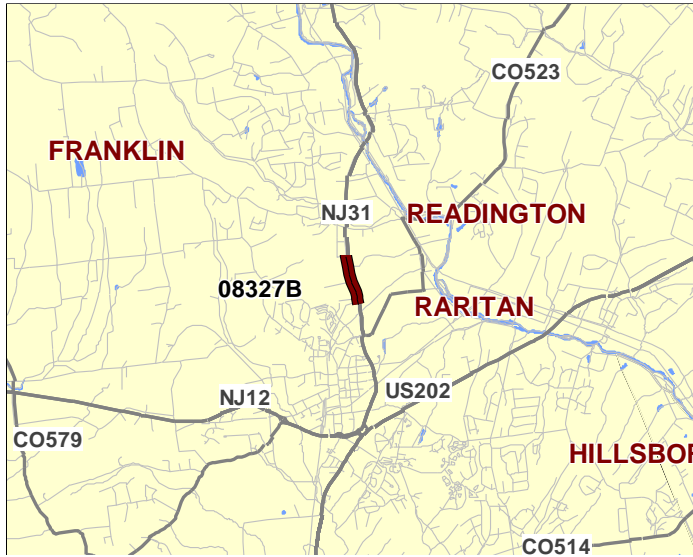 CO523
FRANKLIN
NJ31
READINGTON
08327B
RARITAN
NJ12
US202
CO579
HILLSBOR
CO514